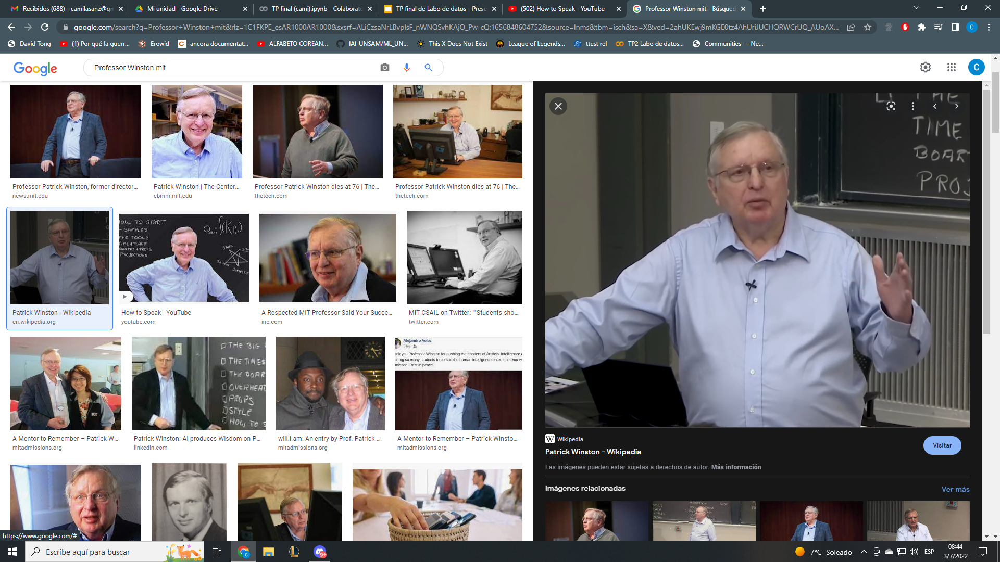 Recibidos (688) - camilasanz@gm
Mi unidad - Google Drive
TP final (cami).ipynb - Colaborato
TP final de Labo de datos - Prese
(502) How to Speak - YouTube
Professor Winston mit - Búsqued
google.com/search?q=Professor+Winston+mit&rlz=1C1FKPE_esAR1000AR1000&sxsrf=ALiCzsaNrLBvpIsF_nWNQSvhKAjO_Pw-cQ:1656848604752&source=lnms&tbm=isch&sa=X&ved=2ahUKEwj9mKGE0tz4AhUriJUCHQRWCrUQ_AUoAX...
David Tong
(1) Por qué la guerr...
Erowid
ancora documentat...
ALFABETO COREAN...
IAI-UNSAM/ML_UN...
This X Does Not Exist
League of Legends...
ttest rel
TP2 Labo de datos...
Communities — Ne...
Google
Professor Winston mit
C
Professor Patrick Winston, former director...
news.mit.edu
Patrick Winston | The Center...
cbmm.mit.edu
Professor Patrick Winston dies at 76 | The...
thetech.com
Professor Patrick Winston dies at 76 | The...
thetech.com
Patrick Winston - Wikipedia
en.wikipedia.org
HOW TO START
SAMPLES
THE TOOLS
TIME & PLACE
BOARDS & PROPS
PROJECTIONS
STORY
How to Speak - YouTube
youtube.com
A Respected MIT Professor Said Your Succe...
inc.com
MIT CSAIL on Twitter: ""Students sho...
twitter.com
A Mentor to Remember – Patrick W...
mitadmissions.org
THE BIG
THE TIMES
THE BOAR
OVERHEA
PROPS
STYLE
HOW TO S
Patrick Winston: AI produces Wisdom on P...
linkedin.com
will.i.am: An entry by Prof. Patrick ...
mitadmissions.org
Alejandro Velez
5 hrs
ank you Professor Winston for pushing the frontiers of Artificial Intelligence a
piring so many students to pursue the human intelligence enterprise. You wi
missed. Rest in peace.
A Mentor to Remember – Patrick Winsto...
mitadmissions.org
THE
TIME
BOAR
PROJ
W Wikipedia
Patrick Winston - Wikipedia
Visitar
Las imágenes pueden estar sujetas a derechos de autor. Más información
Imágenes relacionadas
Ver más
https://www.google.com/#
Escribe aquí para buscar
9+
7°C Soleado
ESP
08:44
3/7/2022